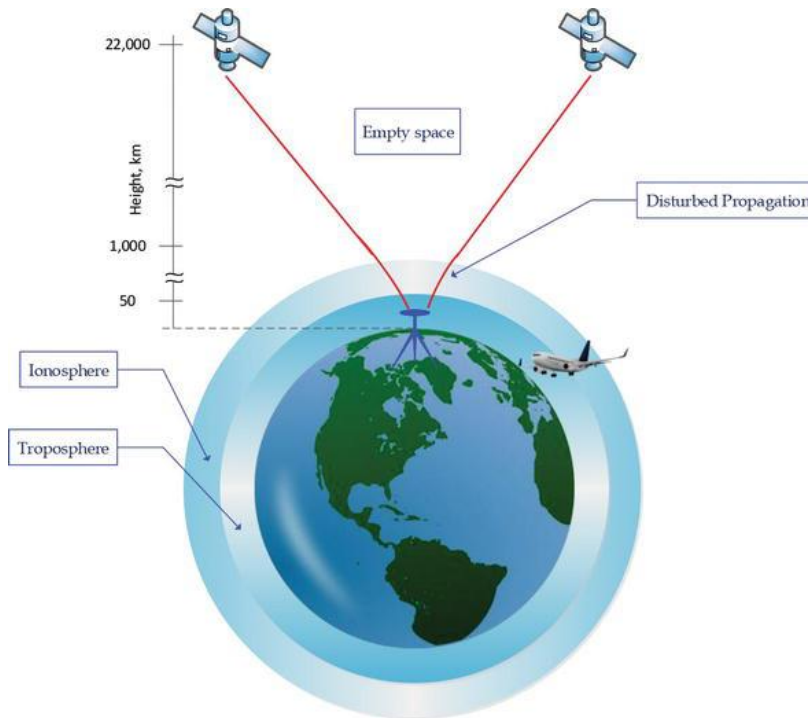 22,000
Empty space
Height, km
Disturbed Propagation
1,000
50
Ionosphere
Troposphere